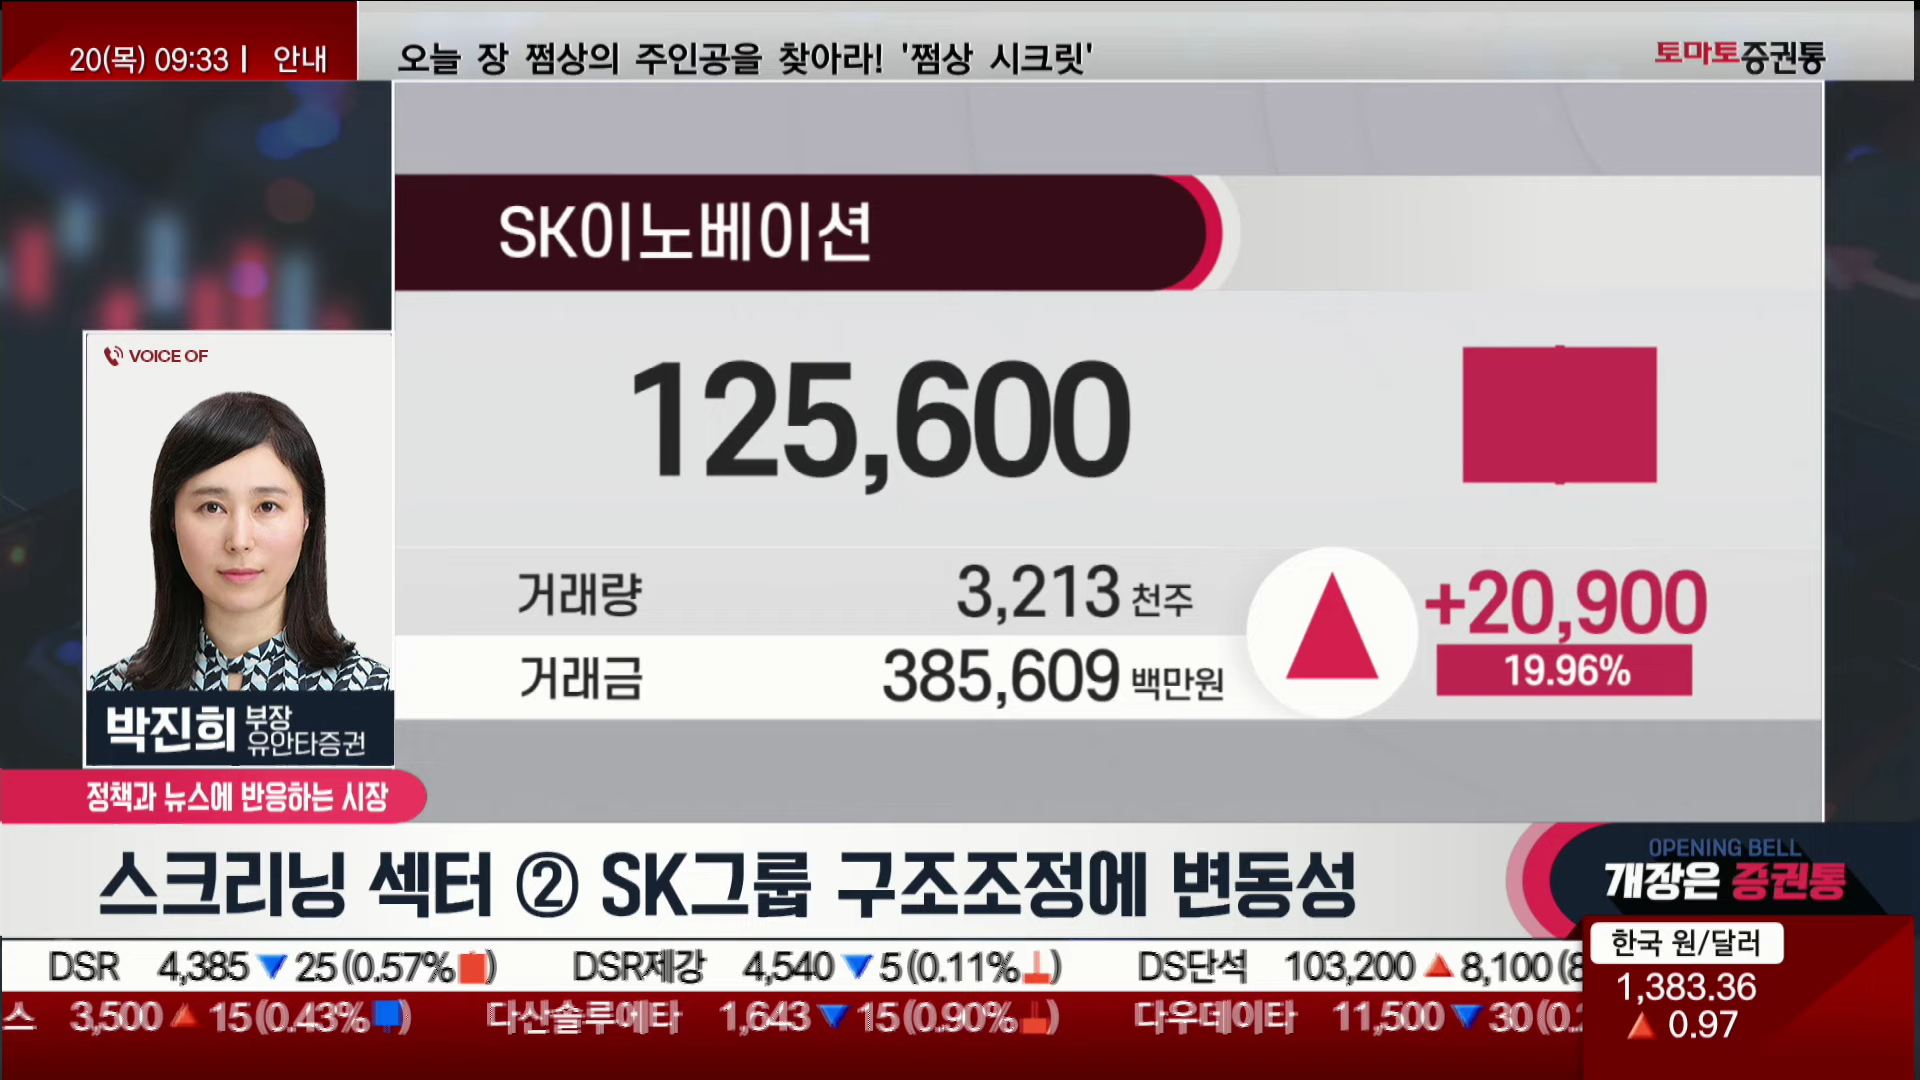 20(목) 09:33 | 안내
오늘 장 쩜상의 주인공을 찾아라! '쩜상 시크릿'
토마토증권통
SK이노베이션
125,600
거래량 3,213 천주
거래금 385,609 백만원
+20,900
19.96%
VOICE OF
박진희 부장
유안타증권
정책과 뉴스에 반응하는 시장
스크리닝 섹터 ② SK그룹 구조조정에 변동성
OPENING BELL
개장은 증권통
DSR 4,385 ▼ 25 (0.57%) DSR제강 4,540 ▼ 5 (0.11%) DS단석 103,200 ▲ 8,100 (8
스 3,500 ▲ 15 (0.43%) 다산솔루에타 1,643 ▼ 15 (0.90%) 다우데이타 11,500 ▼ 30 (0.2
한국 원/달러
1,383.36
▲ 0.97